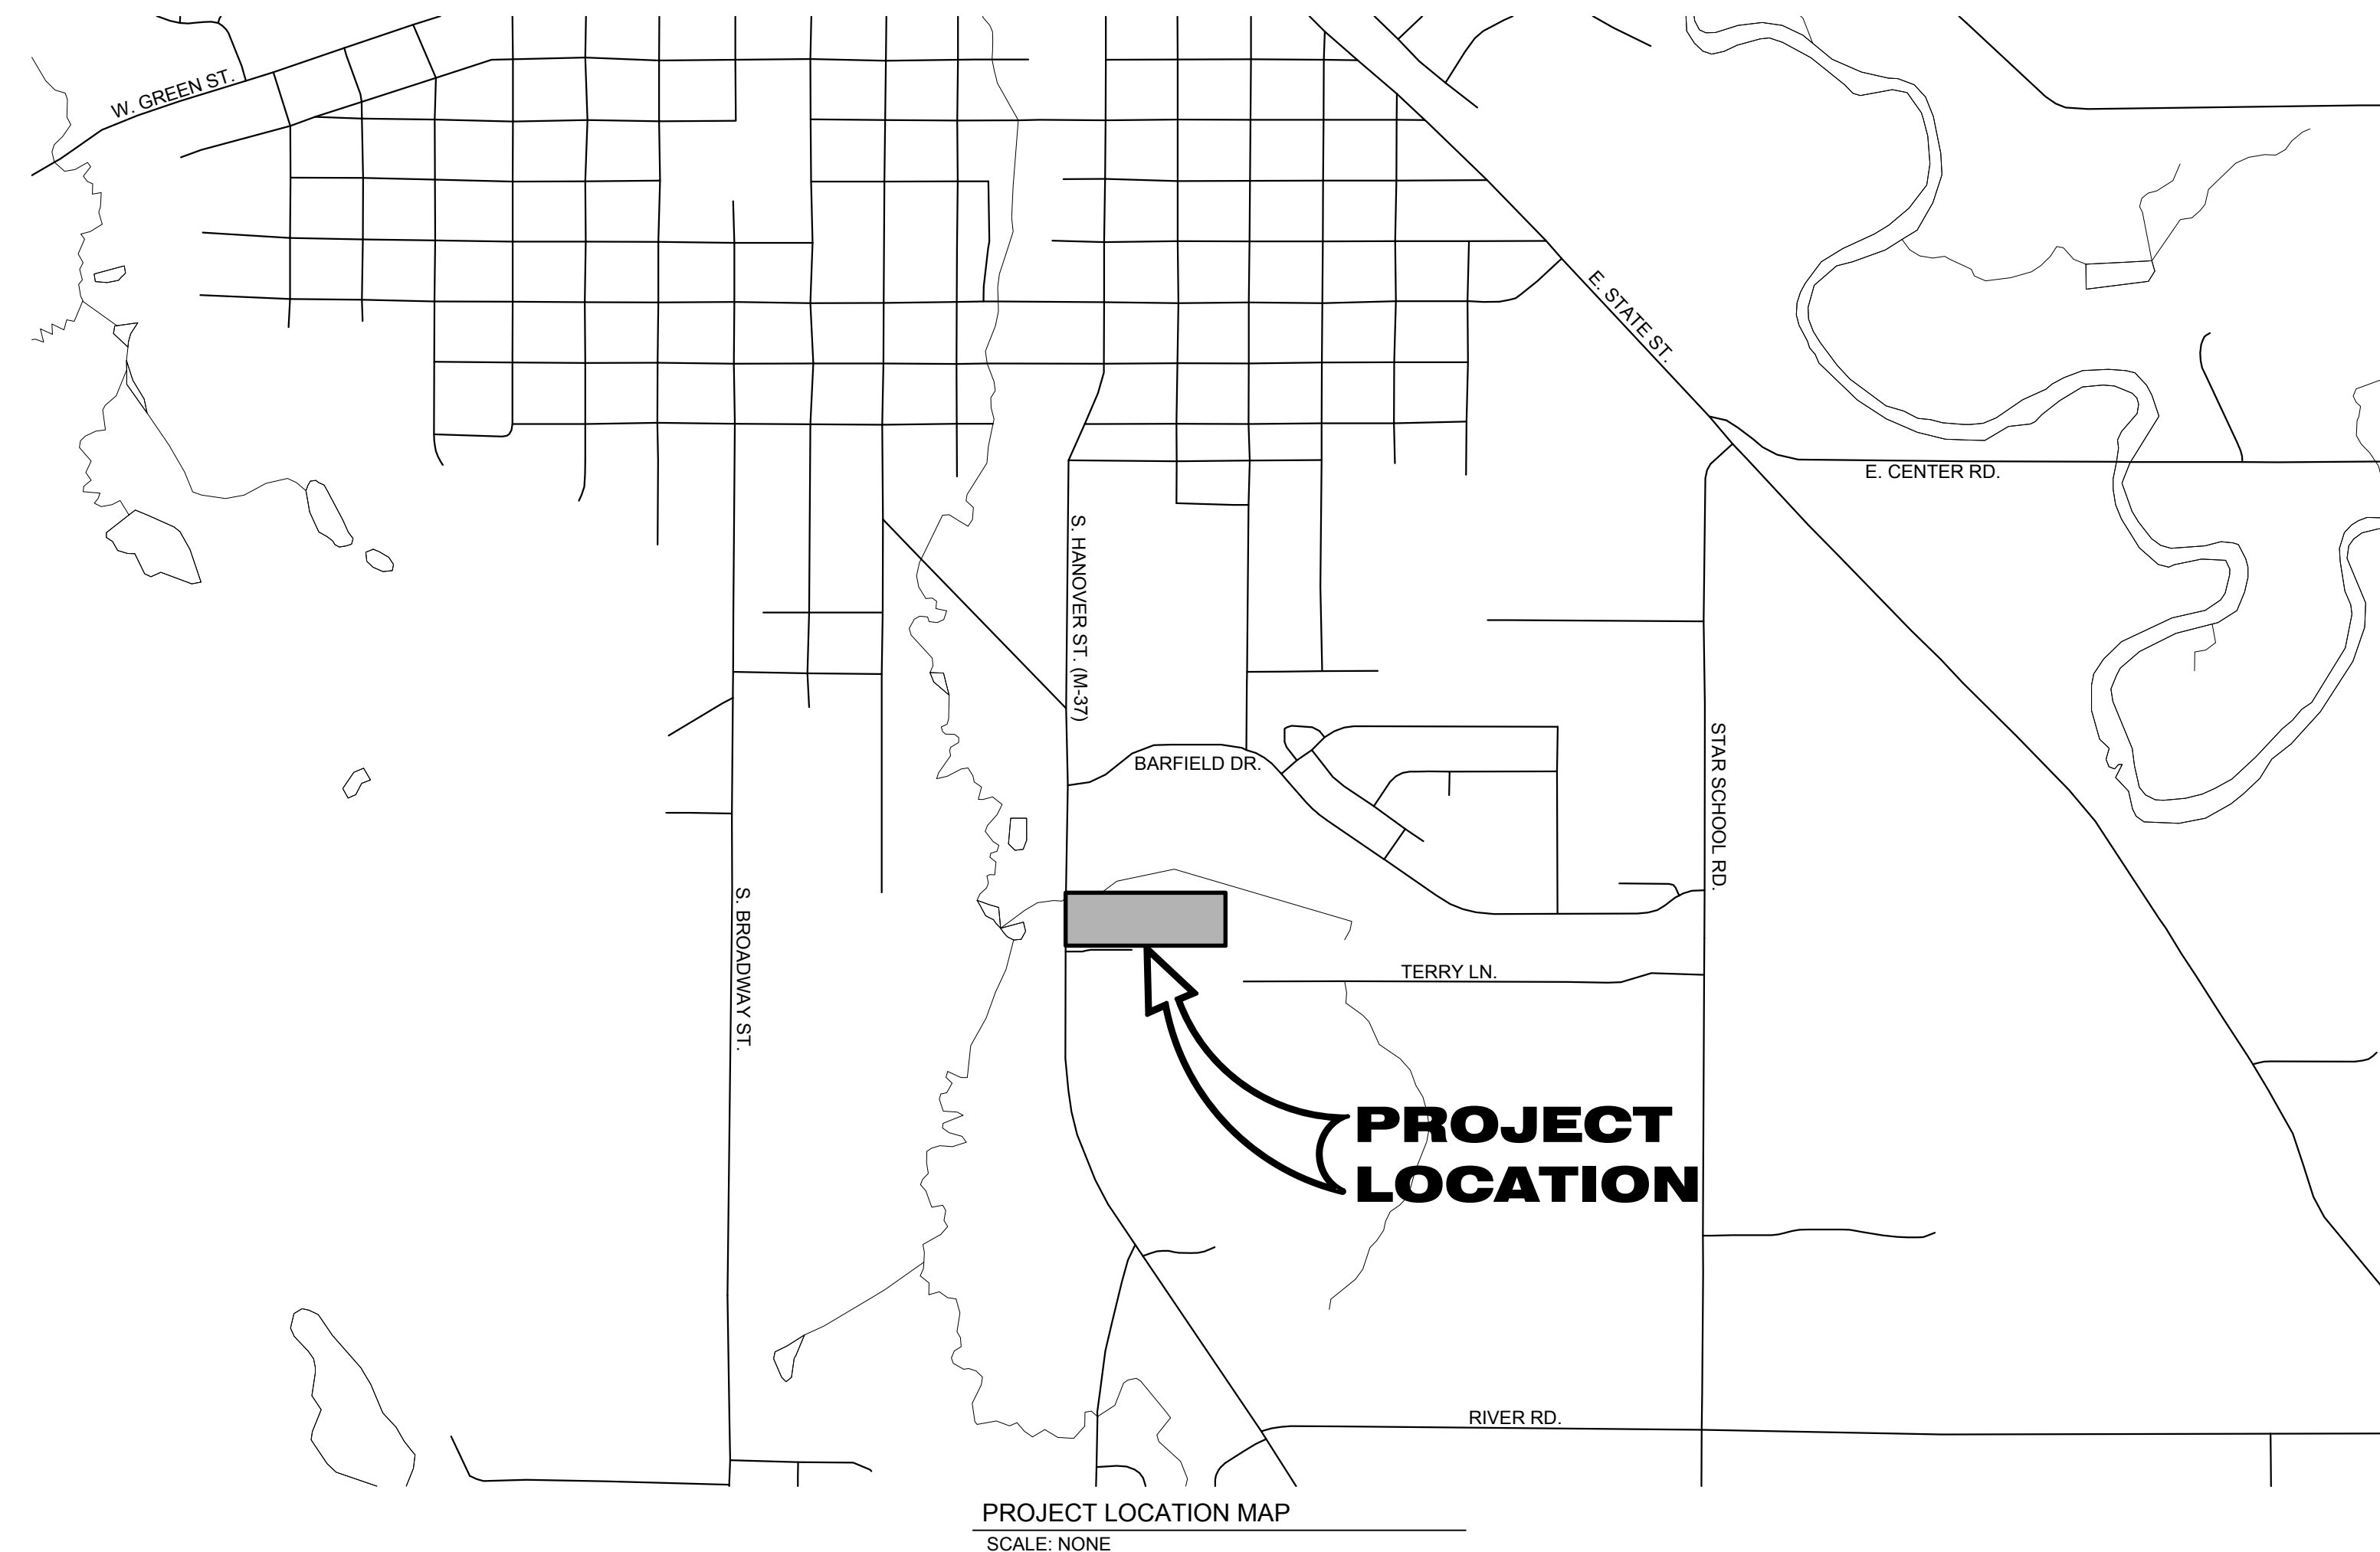 W. GREEN ST.
E. STATE ST.
E. CENTER RD.
S. HANOVER ST. (M-37)
STAR SCHOOL RD.
BARFIELD DR.
S. BROADWAY ST.
TERRY LN.
PROJECT
LOCATION
RIVER RD.
PROJECT LOCATION MAP
SCALE: NONE